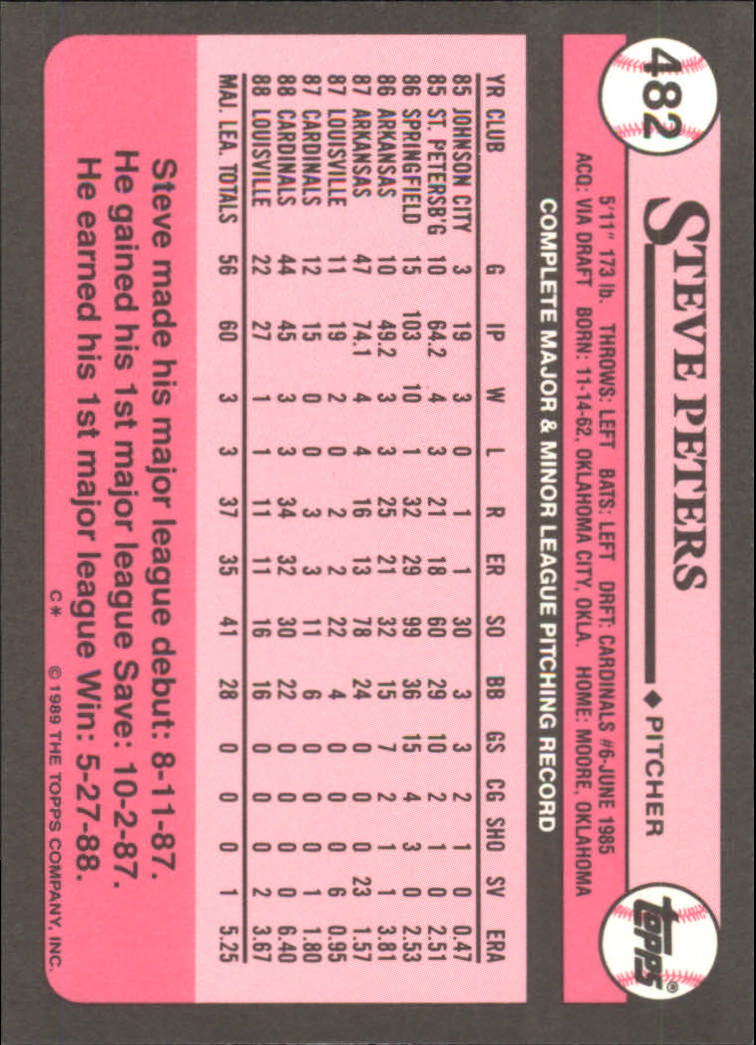 482
STEVE PETERS ◆ PITCHER
topps®
5'11" 173 lb. THROWS: LEFT BATS: LEFT DRFT: CARDINALS #6-JUNE 1985
ACQ: VIA DRAFT BORN: 11-14-62, OKLAHOMA CITY, OKLA. HOME: MOORE, OKLAHOMA
COMPLETE MAJOR & MINOR LEAGUE PITCHING RECORD
YR CLUB G IP W L R ER SO BB GS CG SHO SV ERA
85 JOHNSON CITY 3 19 3 0 1 1 30 3 3 2 1 0 0.47
85 ST. PETERSB'G 10 64.2 4 3 21 18 60 29 10 2 1 0 2.51
86 SPRINGFIELD 15 103 10 1 32 29 99 36 15 4 3 0 2.53
86 ARKANSAS 10 49.2 3 3 25 21 32 15 7 2 1 1 3.81
87 ARKANSAS 47 74.1 4 4 16 13 78 24 0 0 0 23 1.57
87 LOUISVILLE 11 19 2 0 2 2 22 4 0 0 0 6 0.95
87 CARDINALS 12 15 0 0 3 3 11 6 0 0 0 1 1.80
88 CARDINALS 44 45 3 3 34 32 30 22 0 0 0 0 6.40
88 LOUISVILLE 22 27 1 1 11 11 16 16 0 0 0 2 3.67
MAJ. LEA. TOTALS 56 60 3 3 37 35 41 28 0 0 0 1 5.25
Steve made his major league debut: 8-11-87.
He gained his 1st major league Save: 10-2-87.
He earned his 1st major league Win: 5-27-88.
C* © 1989 THE TOPPS COMPANY, INC.